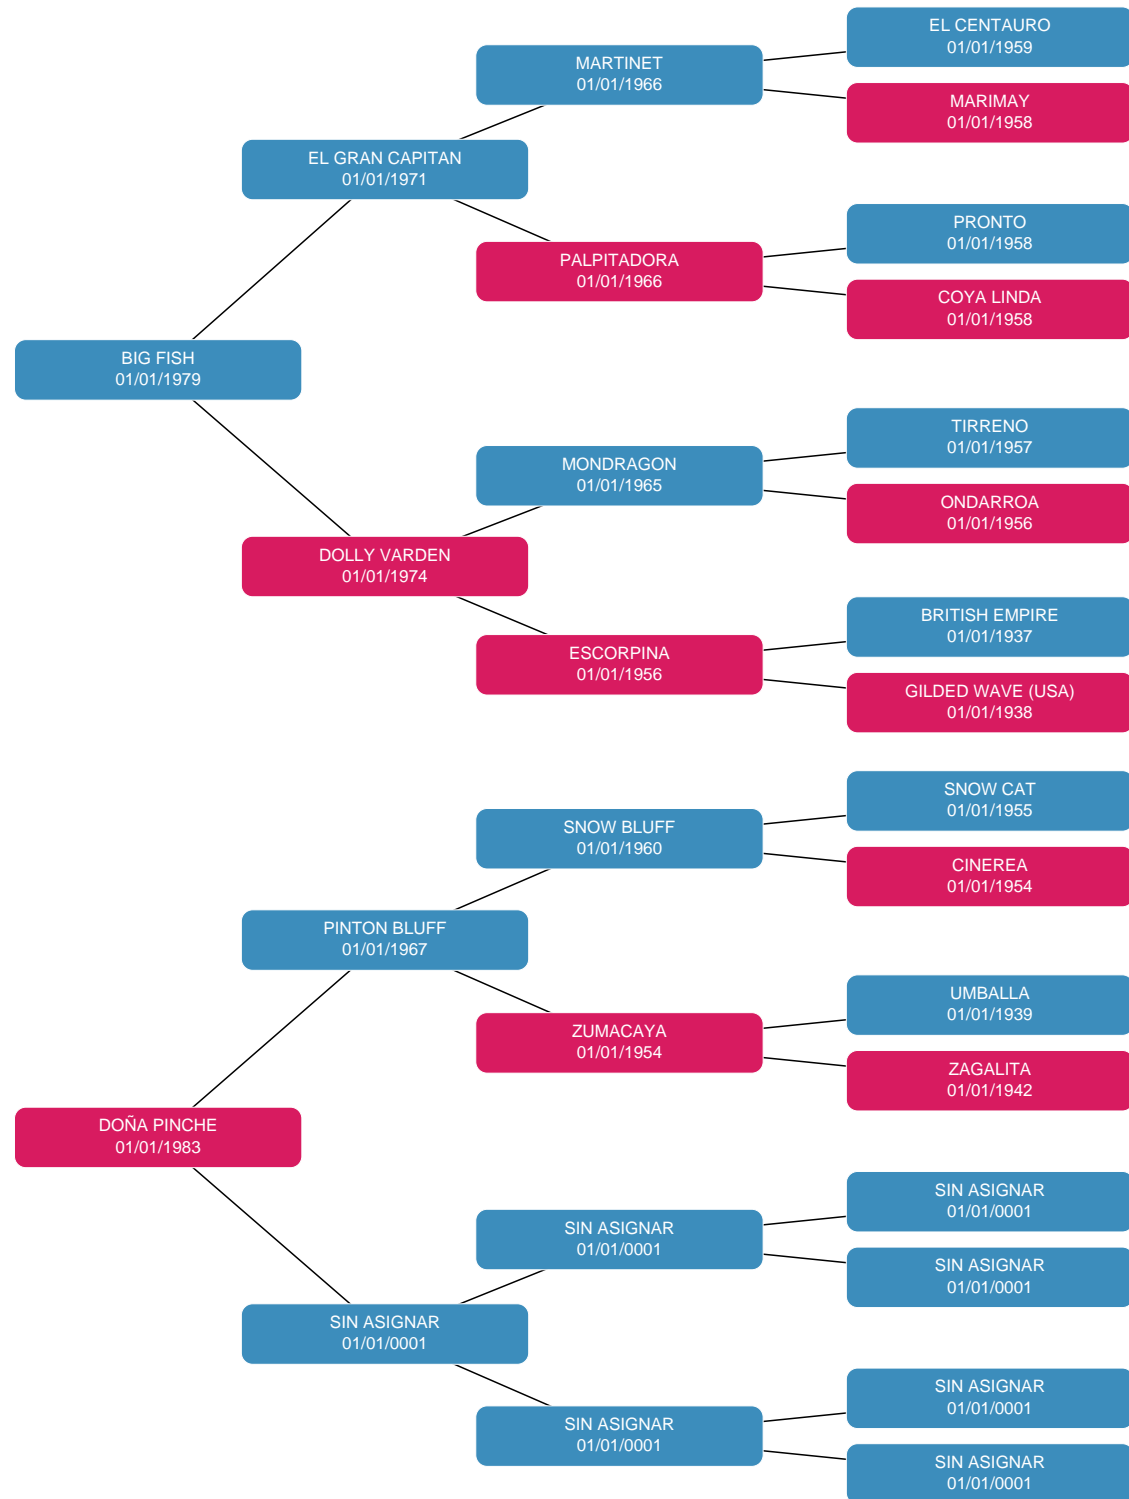 EL CENTAURO
01/01/1959
MARTINET
01/01/1966
MARIMAY
01/01/1958
EL GRAN CAPITAN
01/01/1971
PRONTO
01/01/1958
PALPITADORA
01/01/1966
COYA LINDA
01/01/1958
BIG FISH
01/01/1979
TIRRENO
01/01/1957
MONDRAGON
01/01/1965
ONDARROA
01/01/1956
DOLLY VARDEN
01/01/1974
BRITISH EMPIRE
01/01/1937
ESCORPINA
01/01/1956
GILDED WAVE (USA)
01/01/1938
SNOW CAT
01/01/1955
SNOW BLUFF
01/01/1960
CINEREA
01/01/1954
PINTON BLUFF
01/01/1967
UMBALLA
01/01/1939
ZUMACAYA
01/01/1954
ZAGALITA
01/01/1942
DOÑA PINCHE
01/01/1983
SIN ASIGNAR
01/01/0001
SIN ASIGNAR
01/01/0001
SIN ASIGNAR
01/01/0001
SIN ASIGNAR
01/01/0001
SIN ASIGNAR
01/01/0001
SIN ASIGNAR
01/01/0001
SIN ASIGNAR
01/01/0001